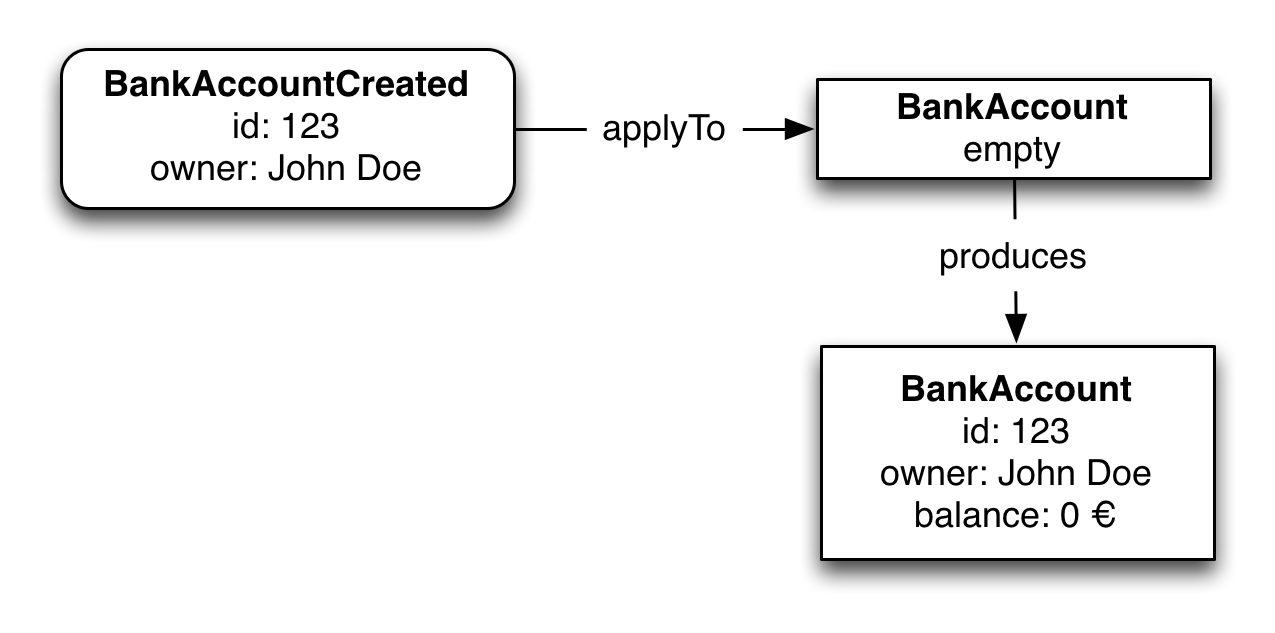 BankAccountCreated
id: 123
owner: John Doe
applyTo
BankAccount
empty
produces
BankAccount
id: 123
owner: John Doe
balance: 0 €